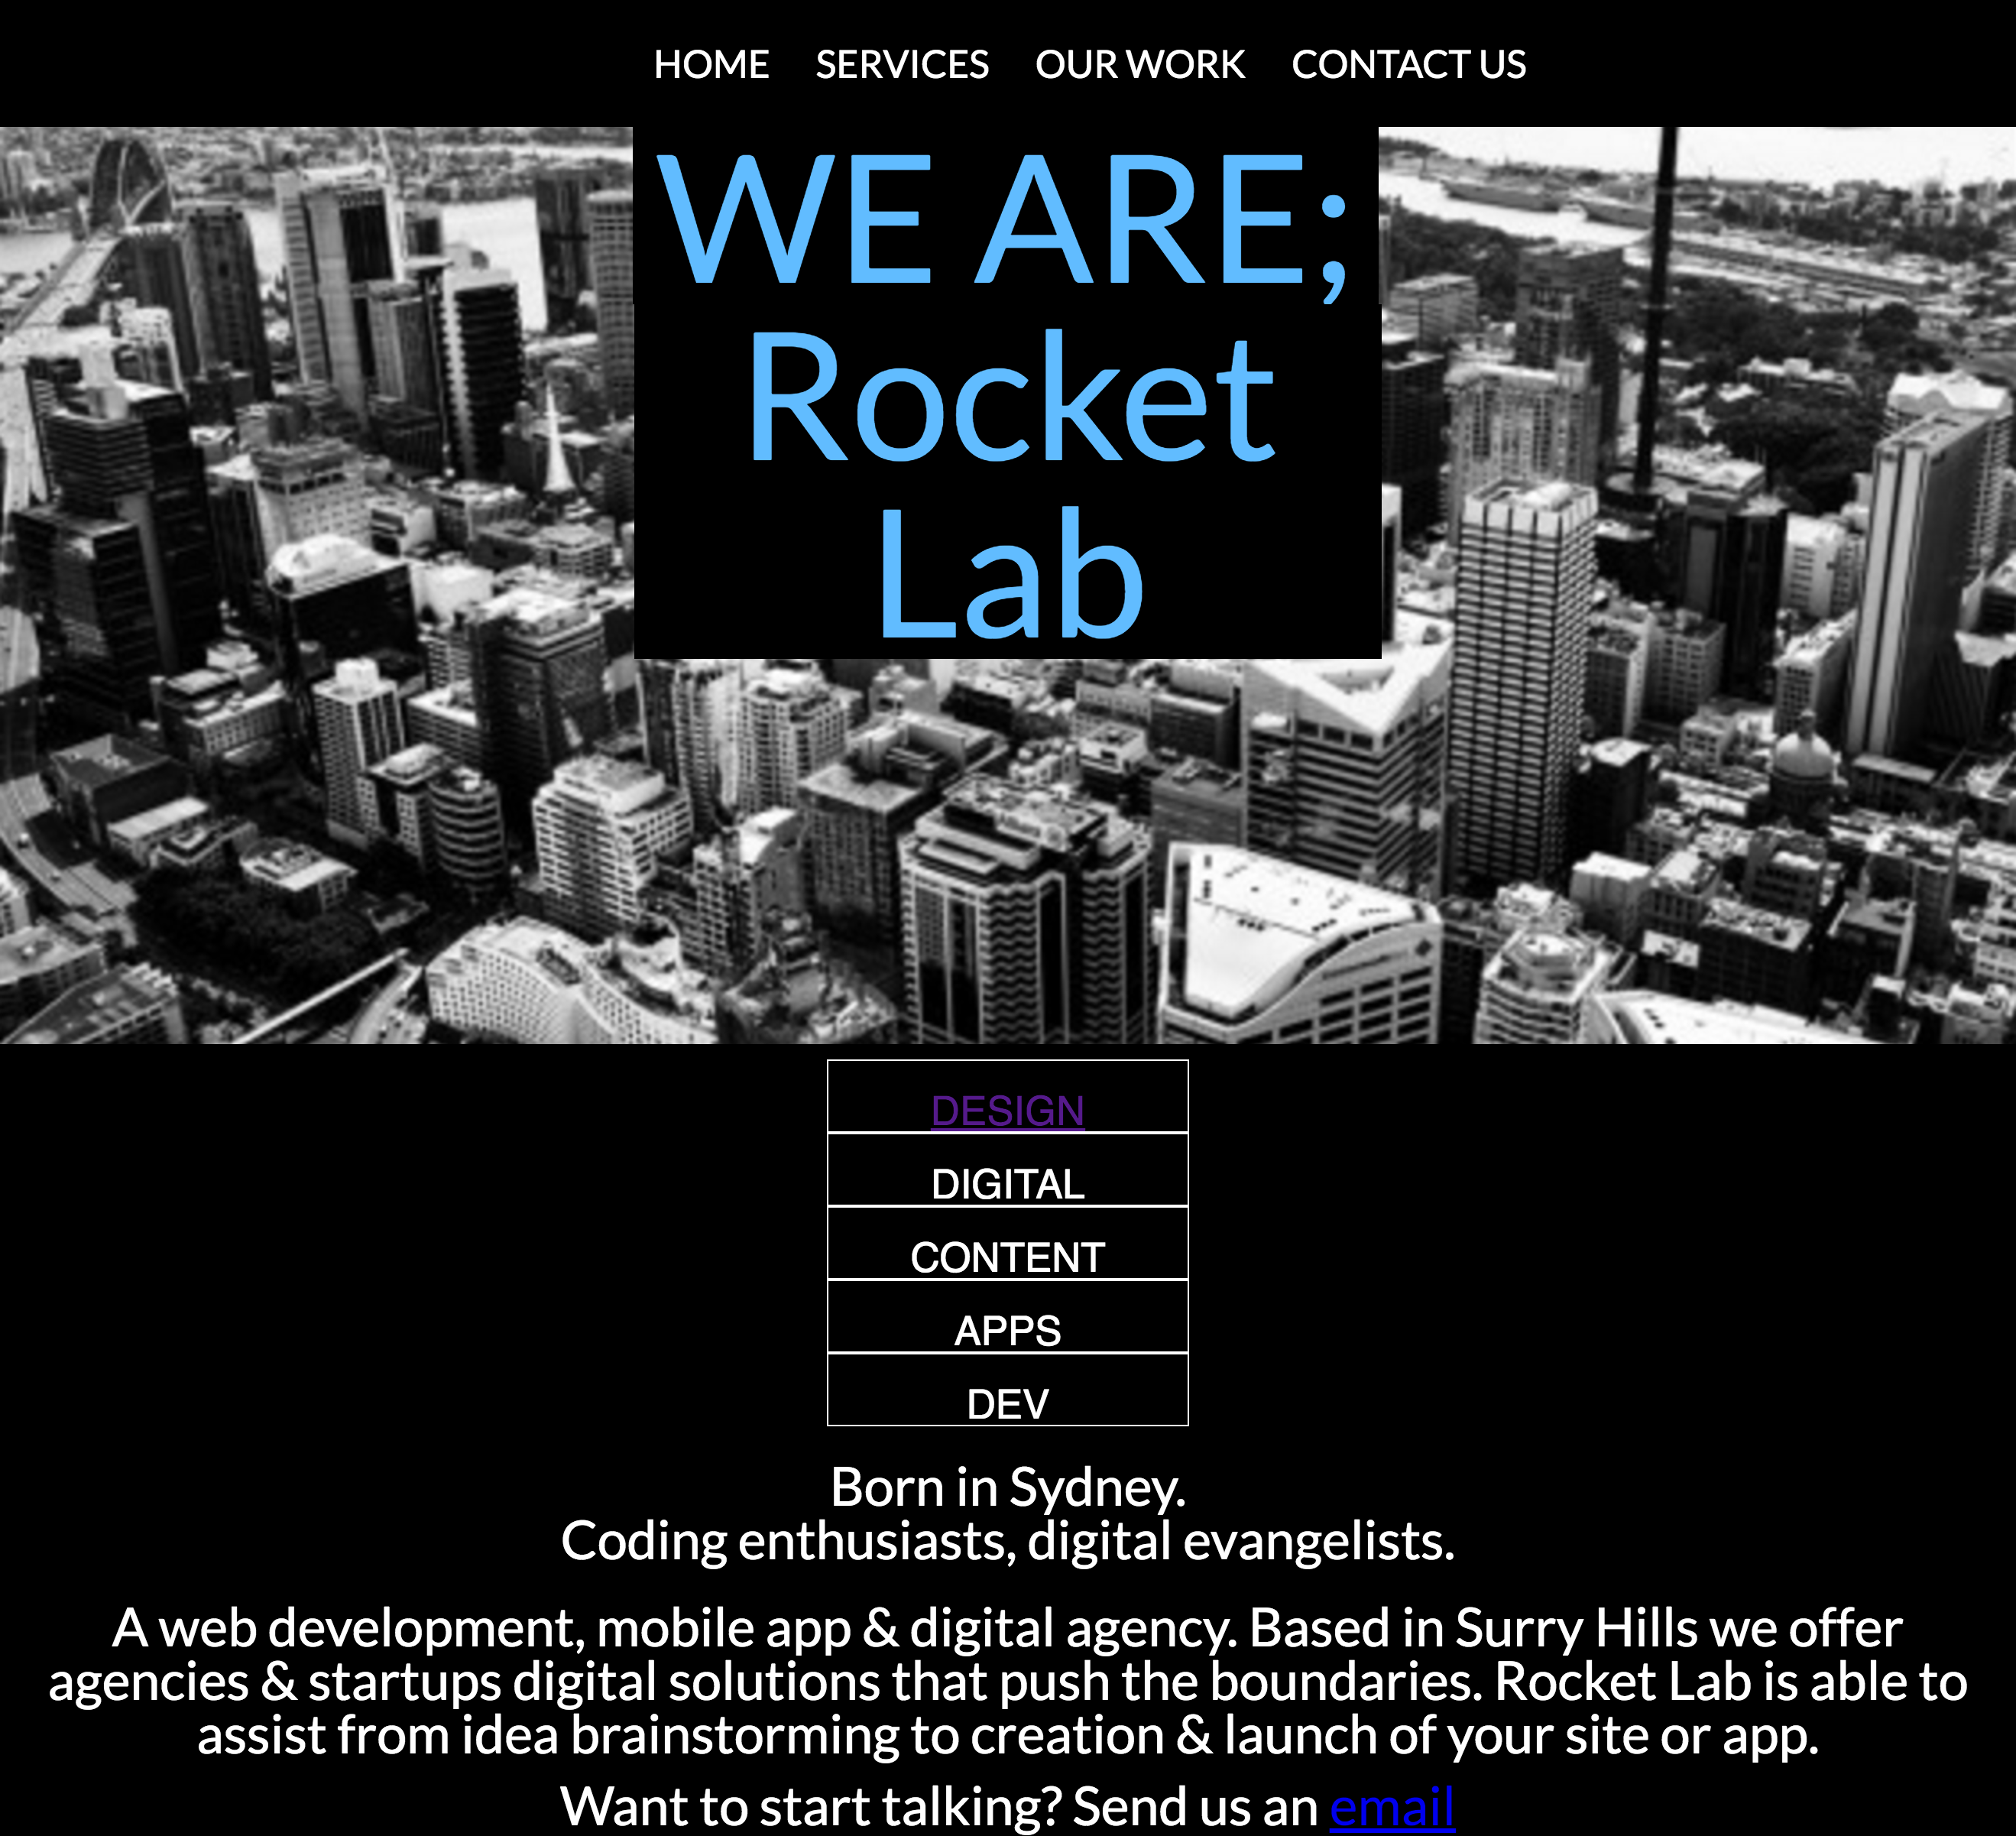 HOME SERVICES OUR WORK CONTACT US
WE ARE;
Rocket
Lab
DESIGN
DIGITAL
CONTENT
APPS
DEV
Born in Sydney.
Coding enthusiasts, digital evangelists.
A web development, mobile app & digital agency. Based in Surry Hills we offer
agencies & startups digital solutions that push the boundaries. Rocket Lab is able to
assist from idea brainstorming to creation & launch of your site or app.
Want to start talking? Send us an email